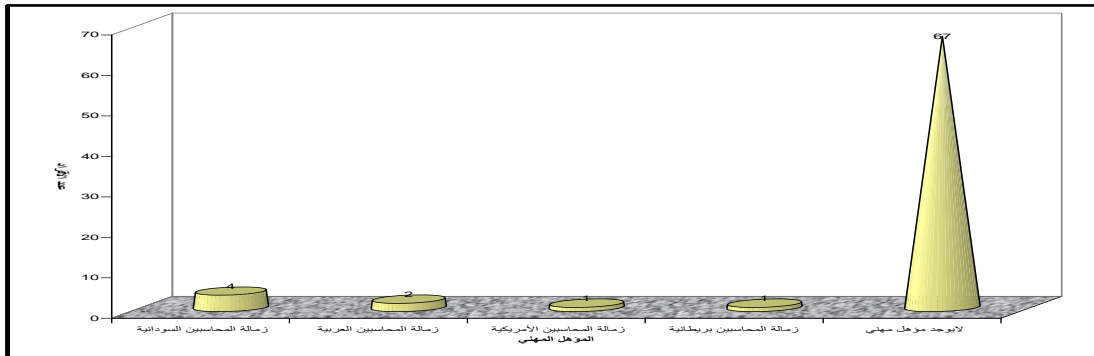 70
60
50
40
30
20
10
0
67
4
2
1
1
زمالة المحاسبين السودانية
زمالة المحاسبين العربية
زمالة المحاسبين الأمريكية
زمالة المحاسبين بريطانية
لايوجد مؤهل مهني
المؤهل المهني